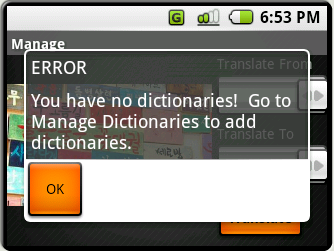 G 6:53 PM
Manage
Translate From
ERROR
You have no dictionaries! Go to
Manage Dictionaries to add
dictionaries.
Translate To
OK